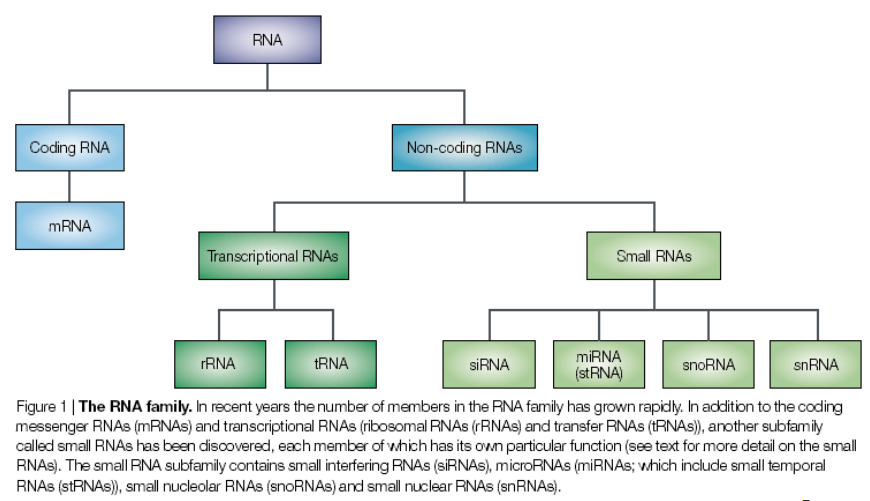 RNA
Coding RNA
Non-coding RNAs
mRNA
Transcriptional RNAs
Small RNAs
rRNA
tRNA
siRNA
miRNA
(stRNA)
snoRNA
snRNA
Figure 1 | The RNA family. In recent years the number of members in the RNA family has grown rapidly. In addition to the coding
messenger RNAs (mRNAs) and transcriptional RNAs (ribosomal RNAs (rRNAs) and transfer RNAs (tRNAs)), another subfamily
called small RNAs has been discovered, each member of which has its own particular function (see text for more detail on the small
RNAs). The small RNA subfamily contains small interfering RNAs (siRNAs), microRNAs (miRNAs; which include small temporal
RNAs (stRNAs)), small nucleolar RNAs (snoRNAs) and small nuclear RNAs (snRNAs).